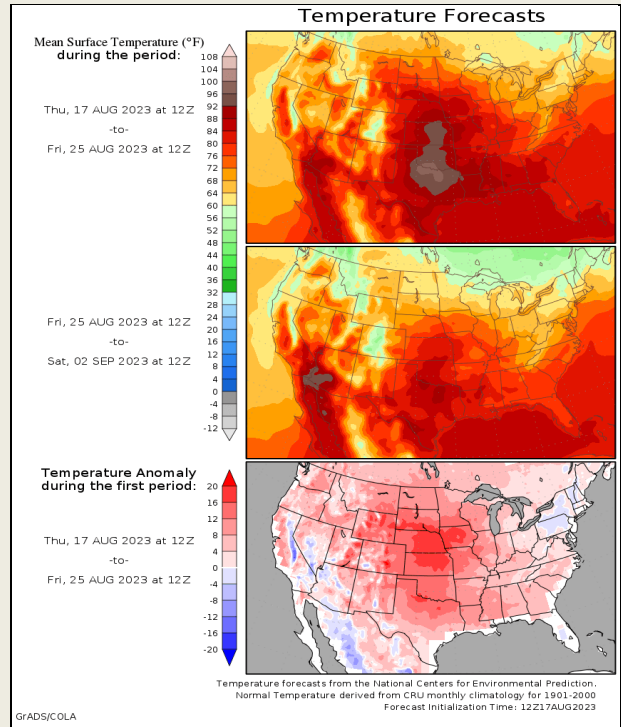 Temperature Forecasts
Mean Surface Temperature (°F)
during the period:
108
104
100
96
92
88
84
80
76
72
68
64
60
56
52
48
44
40
36
32
28
24
20
16
12
8
4
0
-4
-8
-12
Thu, 17 AUG 2023 at 12Z
-to-
Fri, 25 AUG 2023 at 12Z
Fri, 25 AUG 2023 at 12Z
-to-
Sat, 02 SEP 2023 at 12Z
Temperature Anomaly
during the first period:
20
16
12
8
4
0
-4
-8
-12
-16
-20
Thu, 17 AUG 2023 at 12Z
-to-
Fri, 25 AUG 2023 at 12Z
Temperature forecasts from the National Centers for Environmental Prediction.
Normal Temperature derived from CRU monthly climatology for 1901-2000
Forecast Initialization Time: 12Z17AUG2023
GrADS/COLA